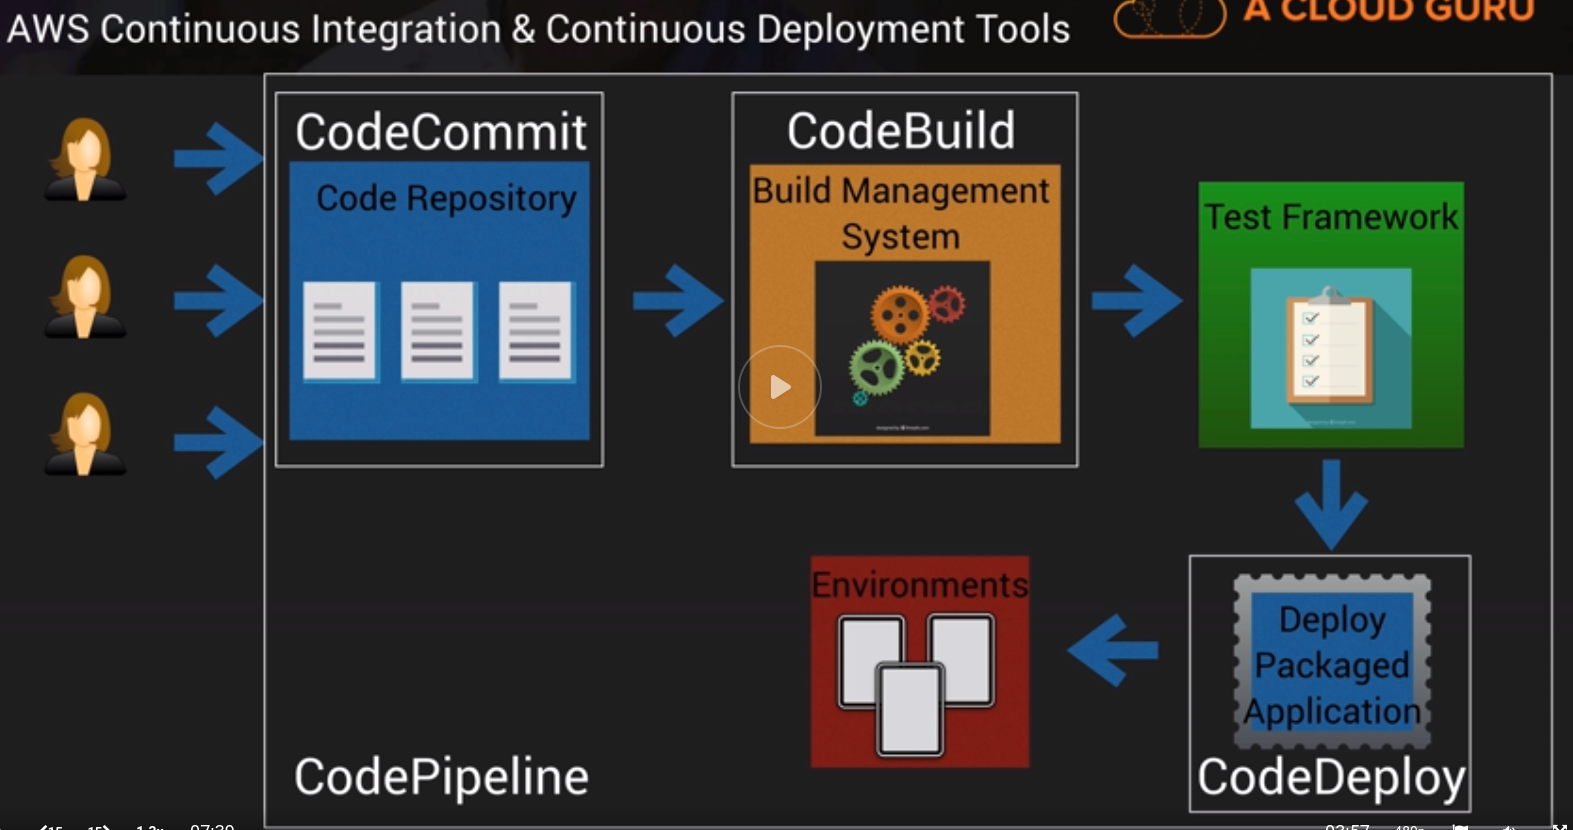 AWS Continuous Integration & Continuous Deployment Tools
A CLOUD GURU
CodeCommit
Code Repository
CodeBuild
Build Management
System
Test Framework
Environments
Deploy
Packaged
Application
CodePipeline
CodeDeploy